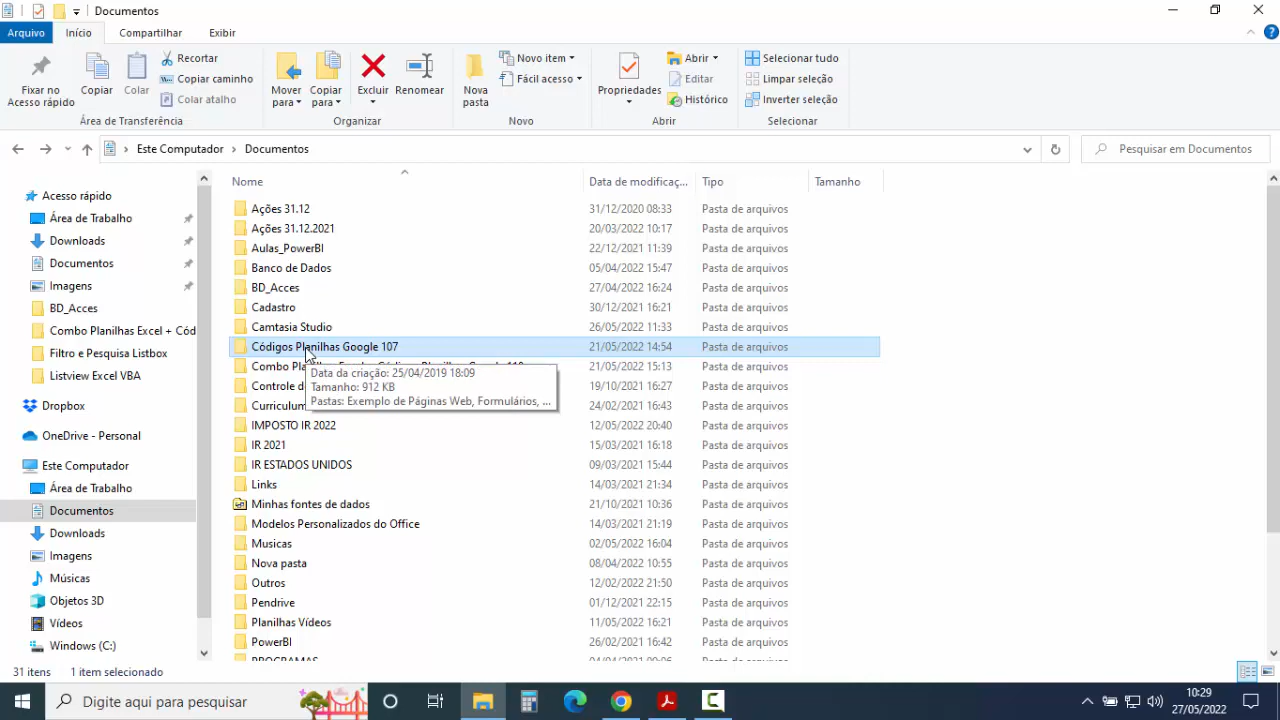 Documentos
Arquivo Início Compartilhar Exibir
Fixar no Acesso rápido
Copiar
Colar
Recortar
Copiar caminho
Colar atalho
Área de Transferência
Mover para
Copiar para
Excluir
Renomear
Organizar
Nova pasta
Novo item
Fácil acesso
Novo
Propriedades
Abrir
Editar
Histórico
Abrir
Selecionar tudo
Limpar seleção
Inverter seleção
Selecionar
Este Computador › Documentos
Pesquisar em Documentos
Acesso rápido
Área de Trabalho
Downloads
Documentos
Imagens
BD_Acces
Combo Planilhas Excel + Cód
Filtro e Pesquisa Listbox
Listview Excel VBA
Dropbox
OneDrive - Personal
Este Computador
Área de Trabalho
Documentos
Downloads
Imagens
Músicas
Objetos 3D
Vídeos
Windows (C:)
Nome Data de modificaç... Tipo Tamanho
Ações 31.12 31/12/2020 08:33 Pasta de arquivos
Ações 31.12.2021 20/03/2022 10:17 Pasta de arquivos
Aulas_PowerBI 22/12/2021 11:39 Pasta de arquivos
Banco de Dados 05/04/2022 15:47 Pasta de arquivos
BD_Acces 27/04/2022 16:24 Pasta de arquivos
Cadastro 30/12/2021 16:21 Pasta de arquivos
Camtasia Studio 26/05/2022 11:33 Pasta de arquivos
Códigos Planilhas Google 107 21/05/2022 14:54 Pasta de arquivos
Combo 21/05/2022 15:13 Pasta de arquivos
Controle d 19/10/2021 16:27 Pasta de arquivos
Curriculum 24/02/2021 16:43 Pasta de arquivos
Data da criação: 25/04/2019 18:09
Tamanho: 912 KB
Pastas: Exemplo de Páginas Web, Formulários, ...
IMPOSTO IR 2022 12/05/2022 20:40 Pasta de arquivos
IR 2021 15/03/2021 16:18 Pasta de arquivos
IR ESTADOS UNIDOS 09/03/2021 15:44 Pasta de arquivos
Links 14/03/2021 21:34 Pasta de arquivos
Minhas fontes de dados 21/10/2021 10:36 Pasta de arquivos
Modelos Personalizados do Office 14/03/2021 21:19 Pasta de arquivos
Musicas 02/05/2022 16:04 Pasta de arquivos
Nova pasta 08/04/2022 10:55 Pasta de arquivos
Outros 12/02/2022 21:50 Pasta de arquivos
Pendrive 01/12/2021 22:15 Pasta de arquivos
Planilhas Vídeos 11/05/2022 16:21 Pasta de arquivos
PowerBI 26/02/2021 16:42 Pasta de arquivos
PROGRAMAS Pasta de arquivos
31 itens 1 item selecionado
Digite aqui para pesquisar
10:29
27/05/2022